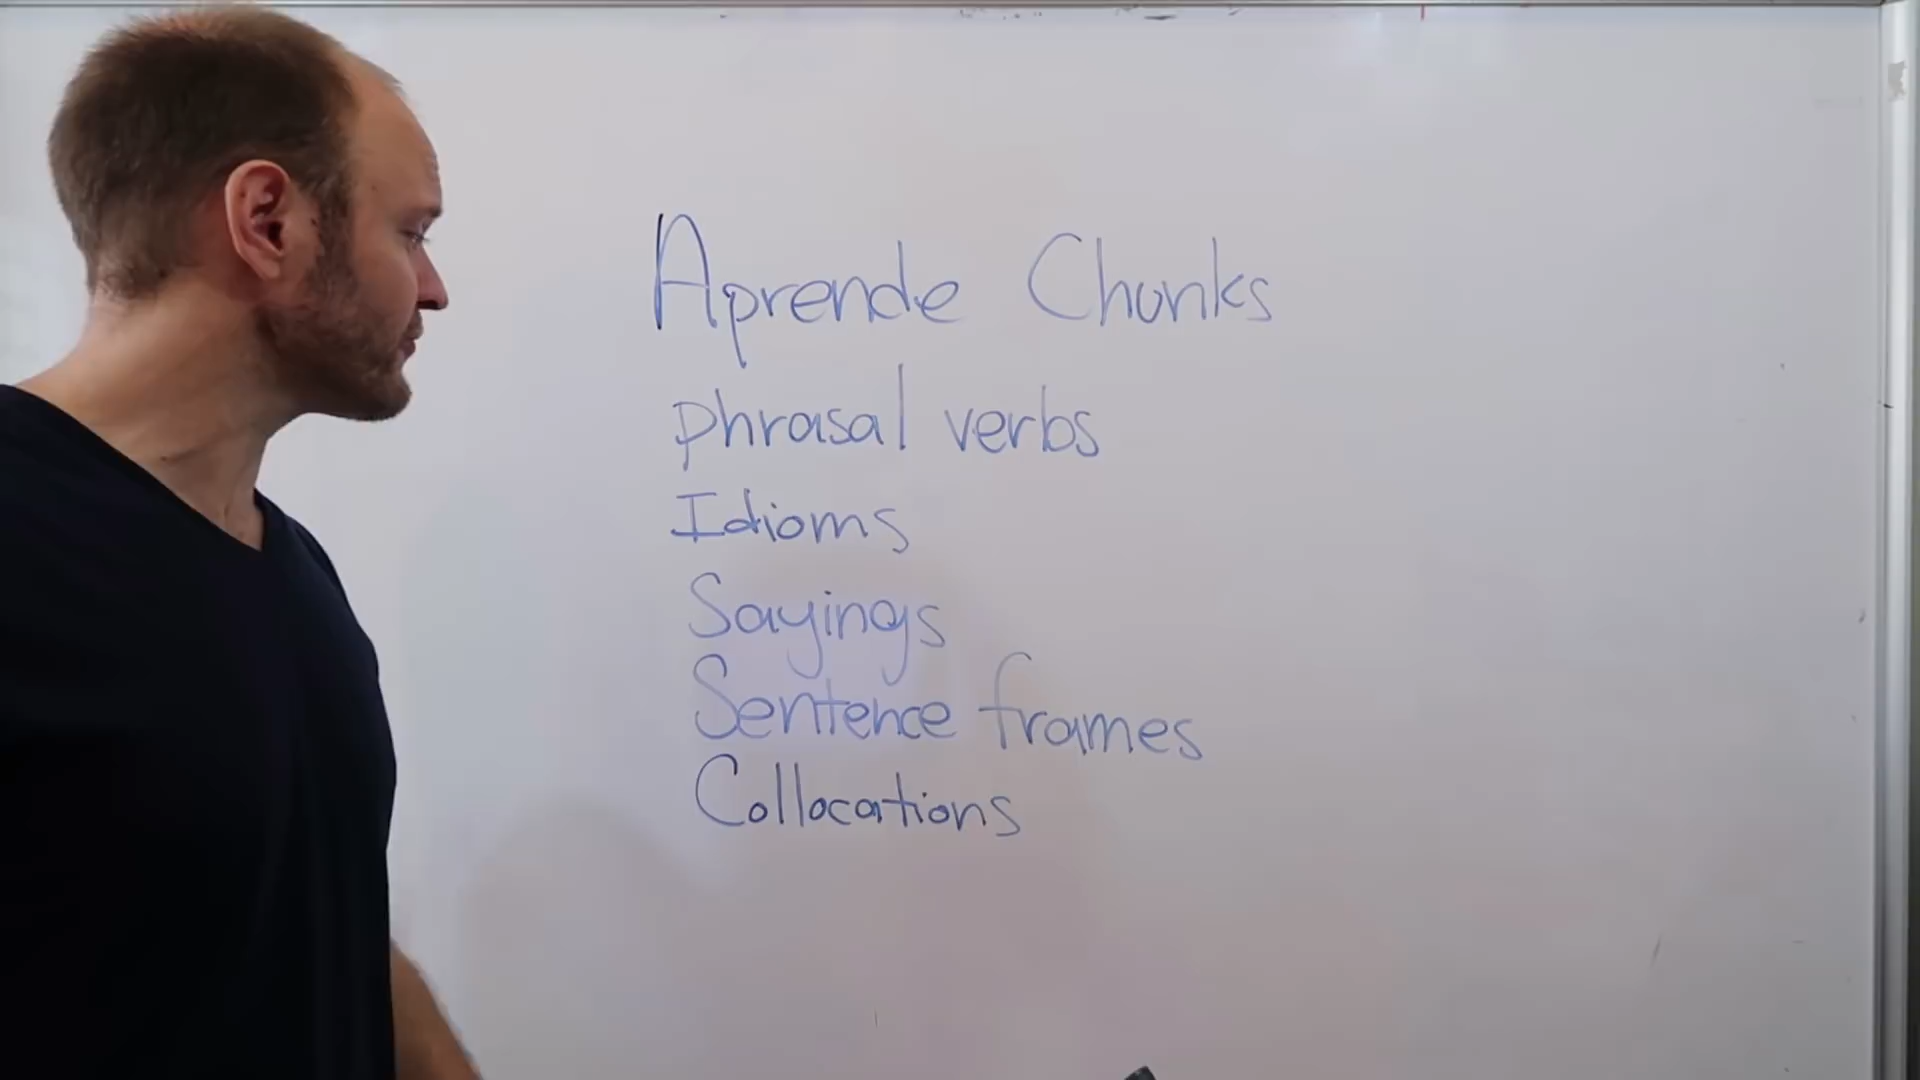 Aprende Chunks
phrasal verbs
Idioms
Sayings
Sentence frames
Collocations